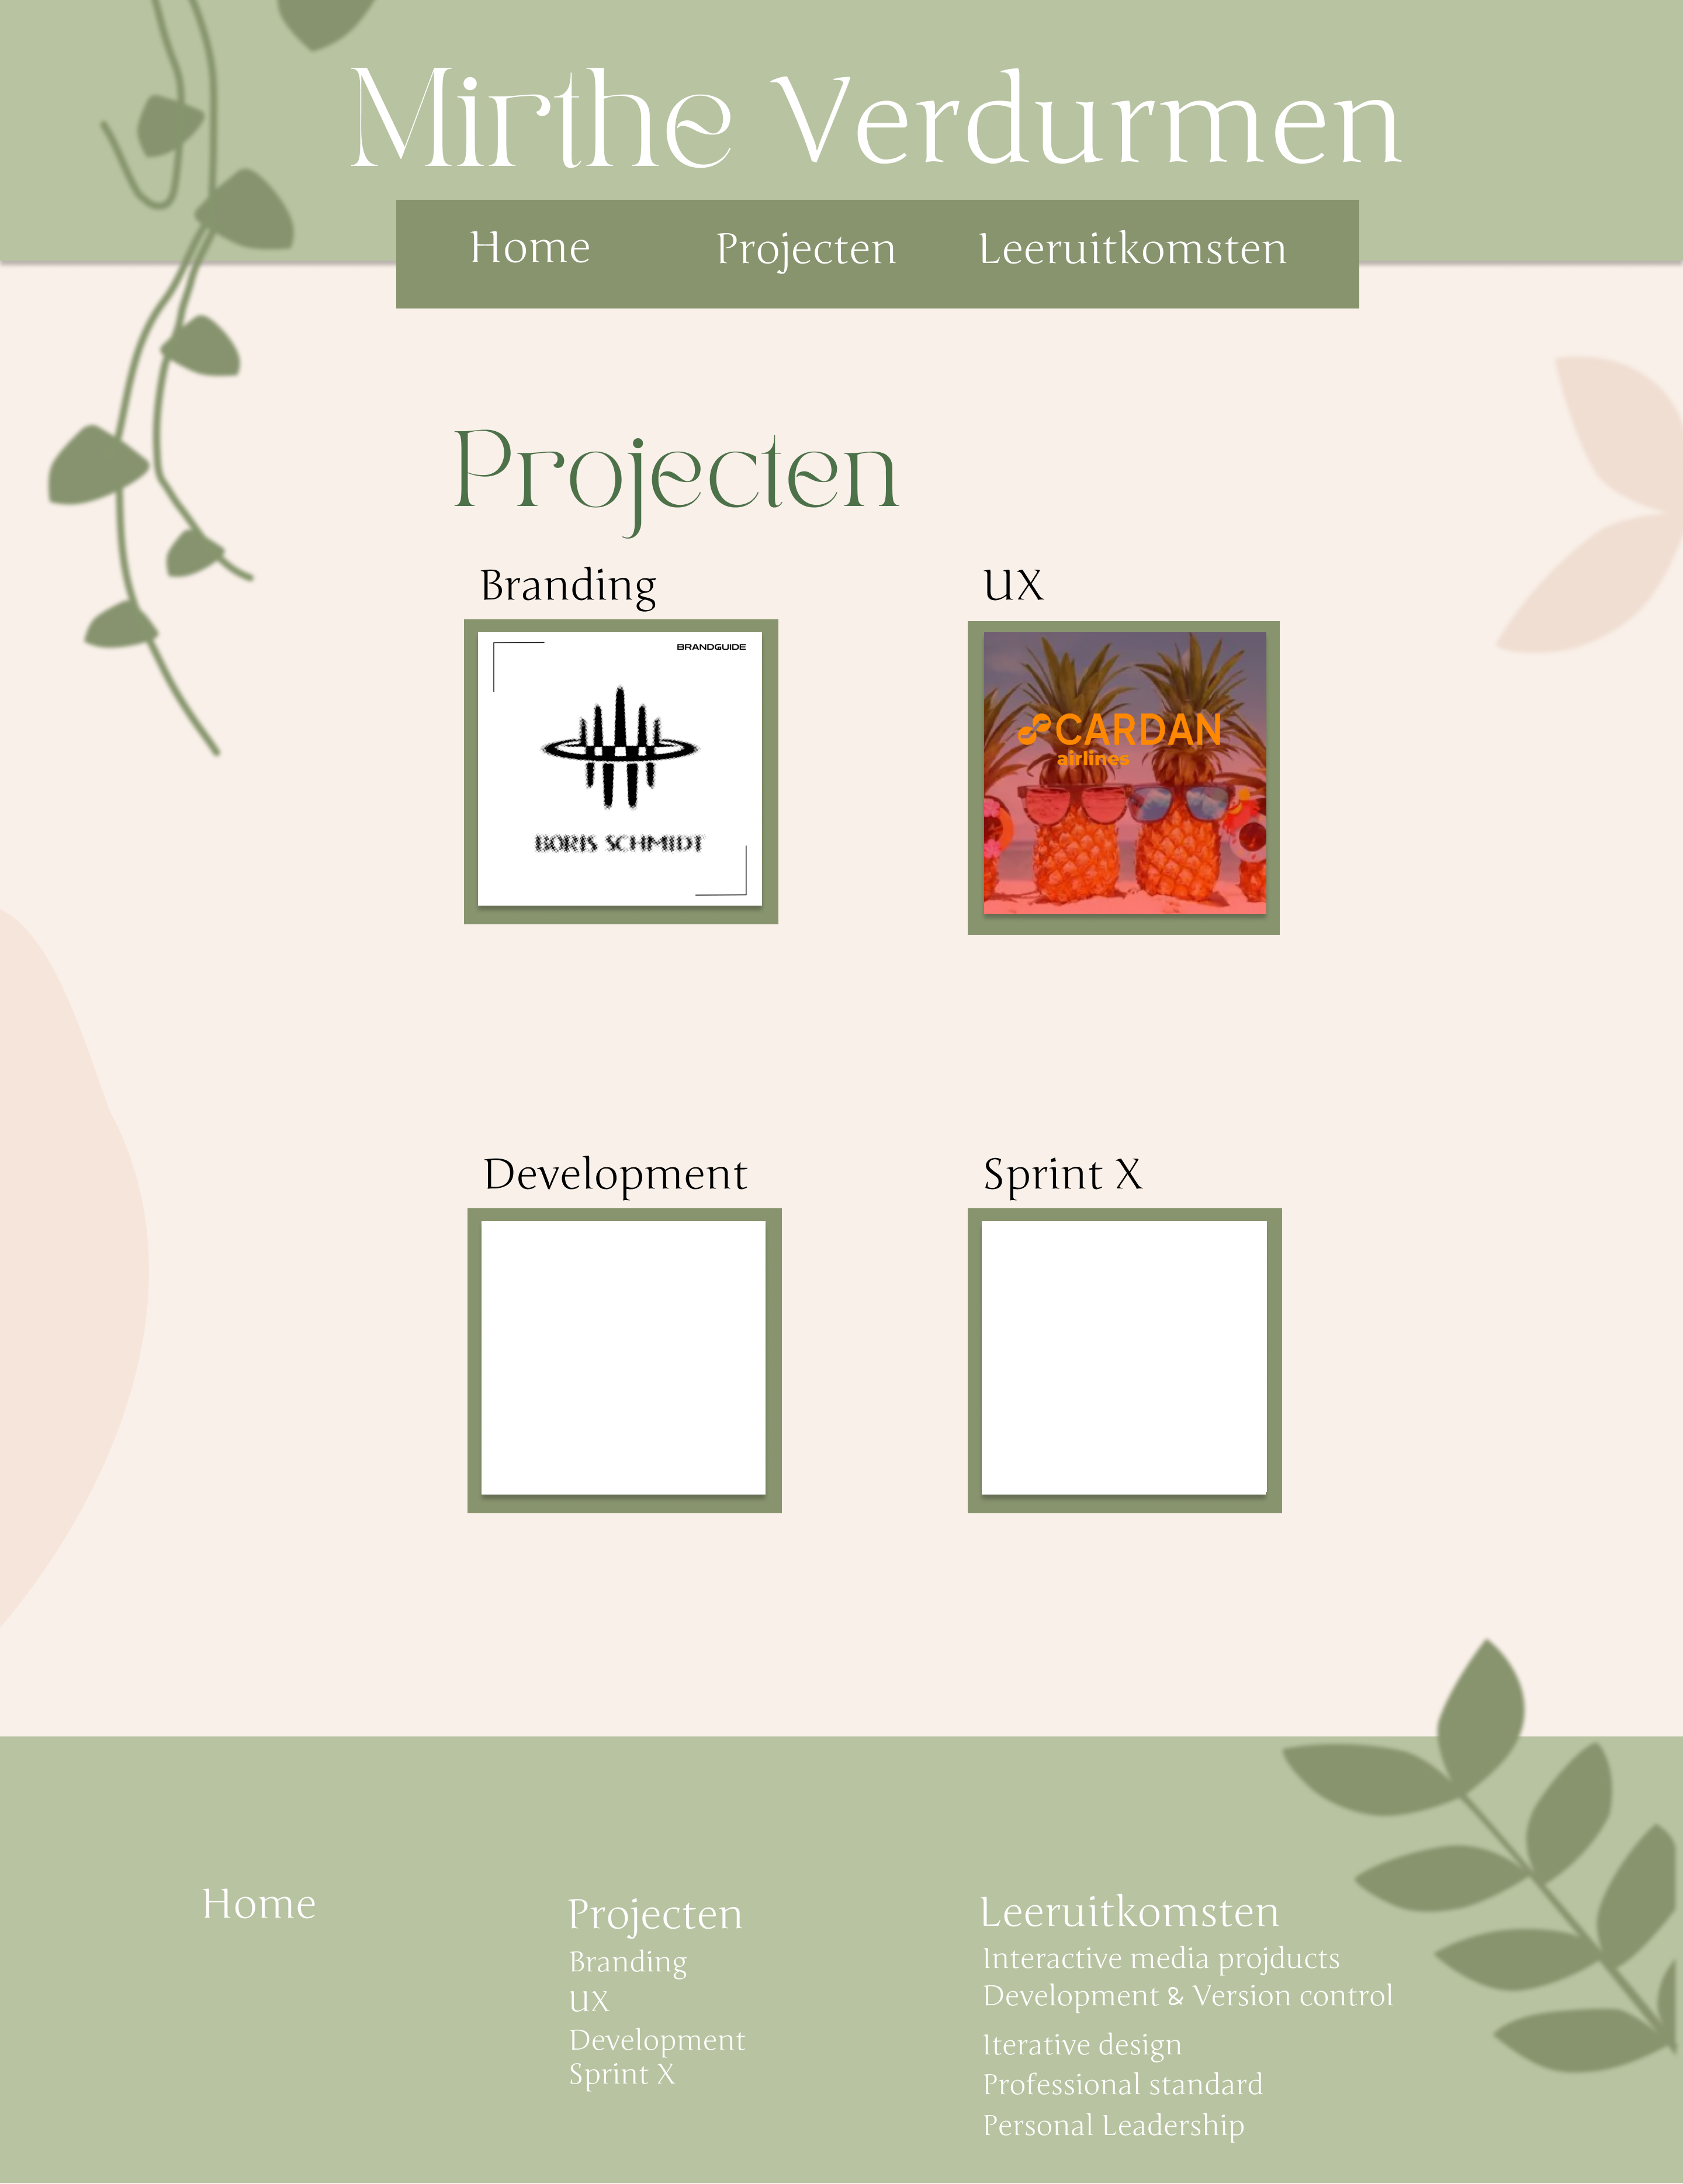 Mirthe Verdurmen
Home Projecten Leeruitkomsten
Projecten
Branding
UX
BRANDGUIDE
BORIS SCHMIDT
CARDAN
airlines
Development
Sprint X
Home
Projecten
Branding
UX
Development
Sprint X
Leeruitkomsten
Interactive media projducts
Development & Version control
Iterative design
Professional standard
Personal Leadership